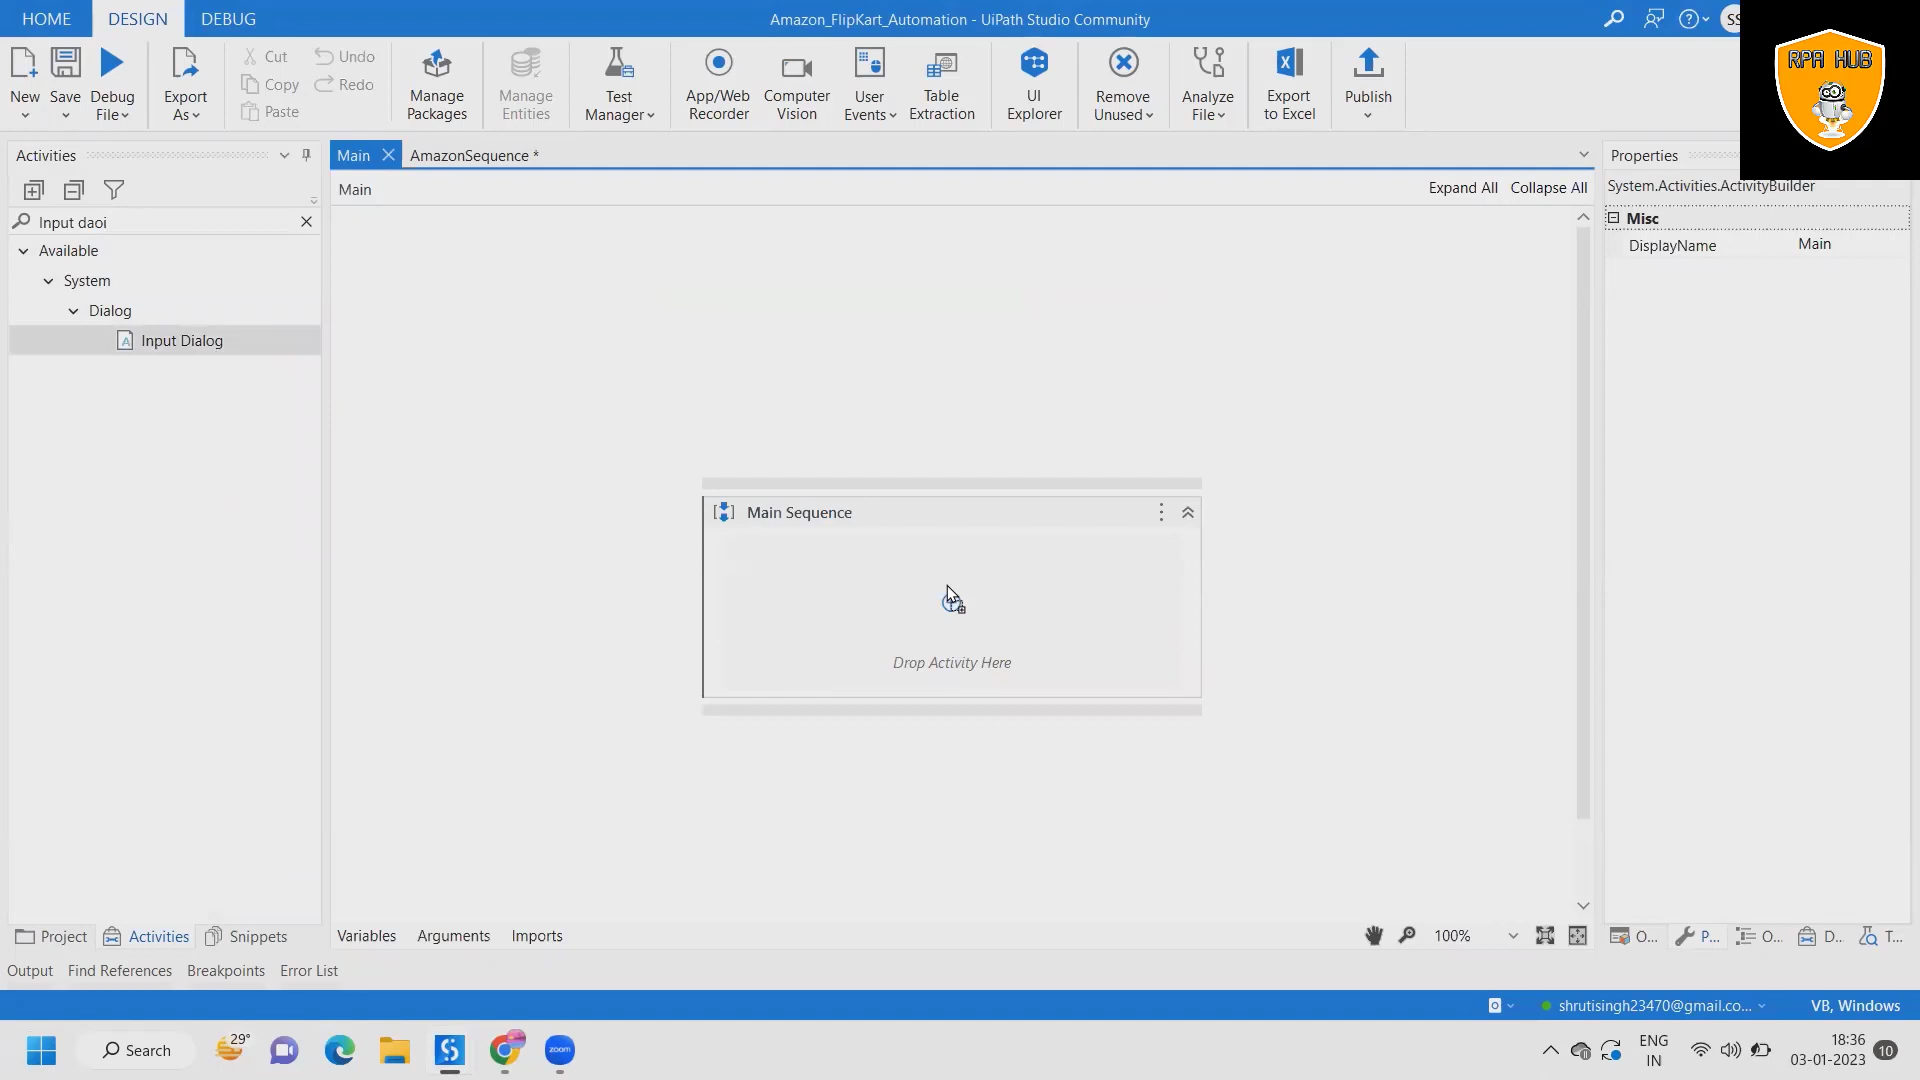 HOME DESIGN DEBUG Amazon_FlipKart_Automation - UiPath Studio Community
RPA HUB
New Save Debug File Export As Cut Copy Paste Undo Redo Manage Packages Manage Entities Test Manager App/Web Recorder Computer Vision User Events Table Extraction UI Explorer Remove Unused Analyze File Export to Excel Publish
Activities
Main AmazonSequence *
Properties
Main Expand All Collapse All
System.Activities.ActivityBuilder
Input daoi
Misc
DisplayName Main
Available
System
Dialog
Input Dialog
Main Sequence
Drop Activity Here
Project Activities Snippets
Variables Arguments Imports 100%
O... P... O... D... T...
Output Find References Breakpoints Error List
shrutisingh23470@gmail.co... VB, Windows
29° Search zoom ENG IN 18:36 03-01-2023 10